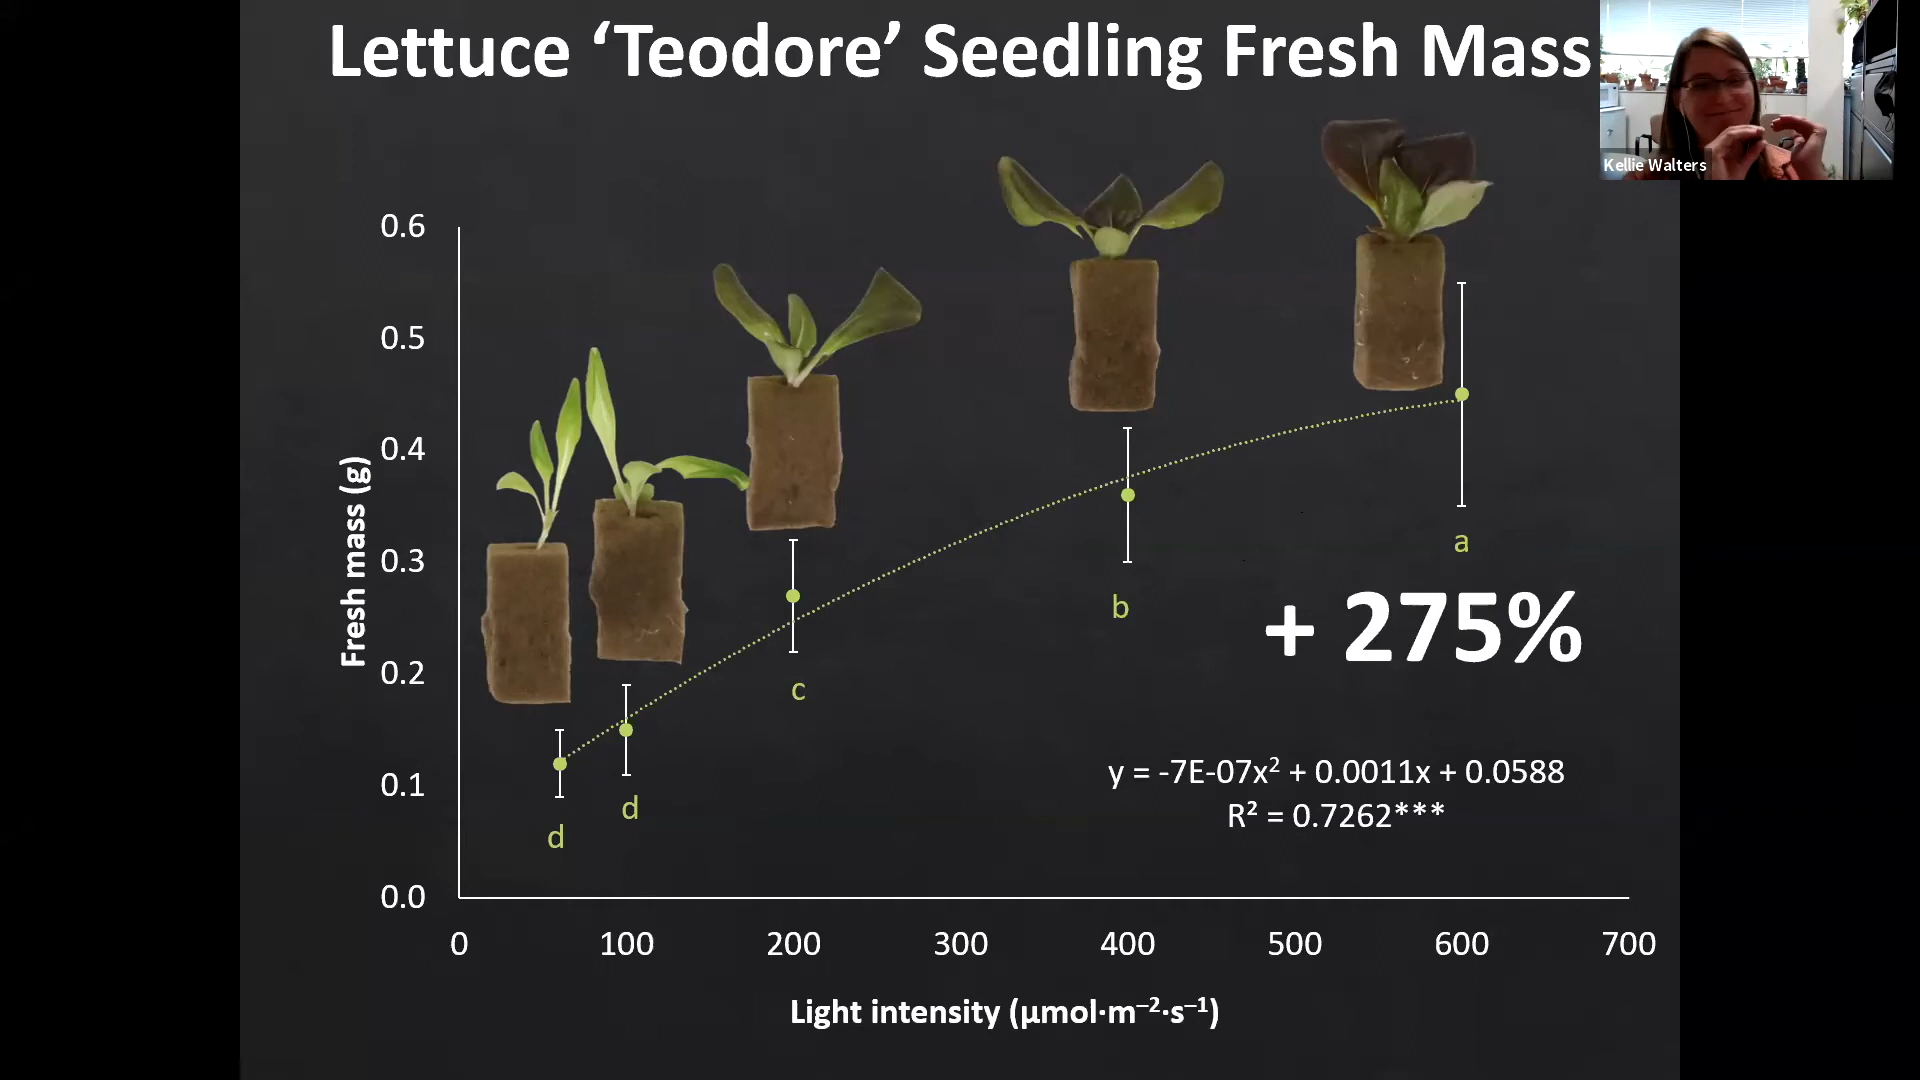 Lettuce ‘Teodore’ Seedling Fresh Mass
Kellie Walters
0.6
0.5
0.4
0.3
0.2
0.1
0.0
Fresh mass (g)
d
d
c
b
a
+ 275%
y = -7E-07x² + 0.0011x + 0.0588
R² = 0.7262***
0 100 200 300 400 500 600 700
Light intensity (µmol·m⁻²·s⁻¹)